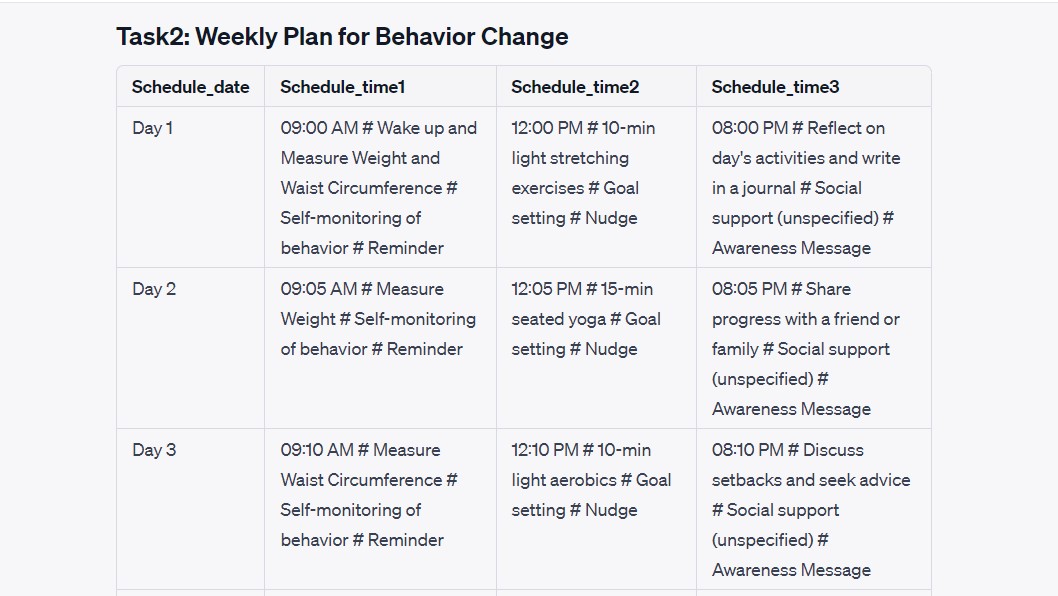 Task2: Weekly Plan for Behavior Change
Schedule_date
Schedule_time1
Schedule_time2
Schedule_time3
Day 1
09:00 AM # Wake up and
Measure Weight and
Waist Circumference #
Self-monitoring of
behavior # Reminder
12:00 PM # 10-min
light stretching
exercises # Goal
setting # Nudge
08:00 PM # Reflect on
day's activities and write
in a journal # Social
support (unspecified) #
Awareness Message
Day 2
09:05 AM # Measure
Weight # Self-monitoring
of behavior # Reminder
12:05 PM # 15-min
seated yoga # Goal
setting # Nudge
08:05 PM # Share
progress with a friend or
family # Social support
(unspecified) #
Awareness Message
Day 3
09:10 AM # Measure
Waist Circumference #
Self-monitoring of
behavior # Reminder
12:10 PM # 10-min
light aerobics # Goal
setting # Nudge
08:10 PM # Discuss
setbacks and seek advice
# Social support
(unspecified) #
Awareness Message